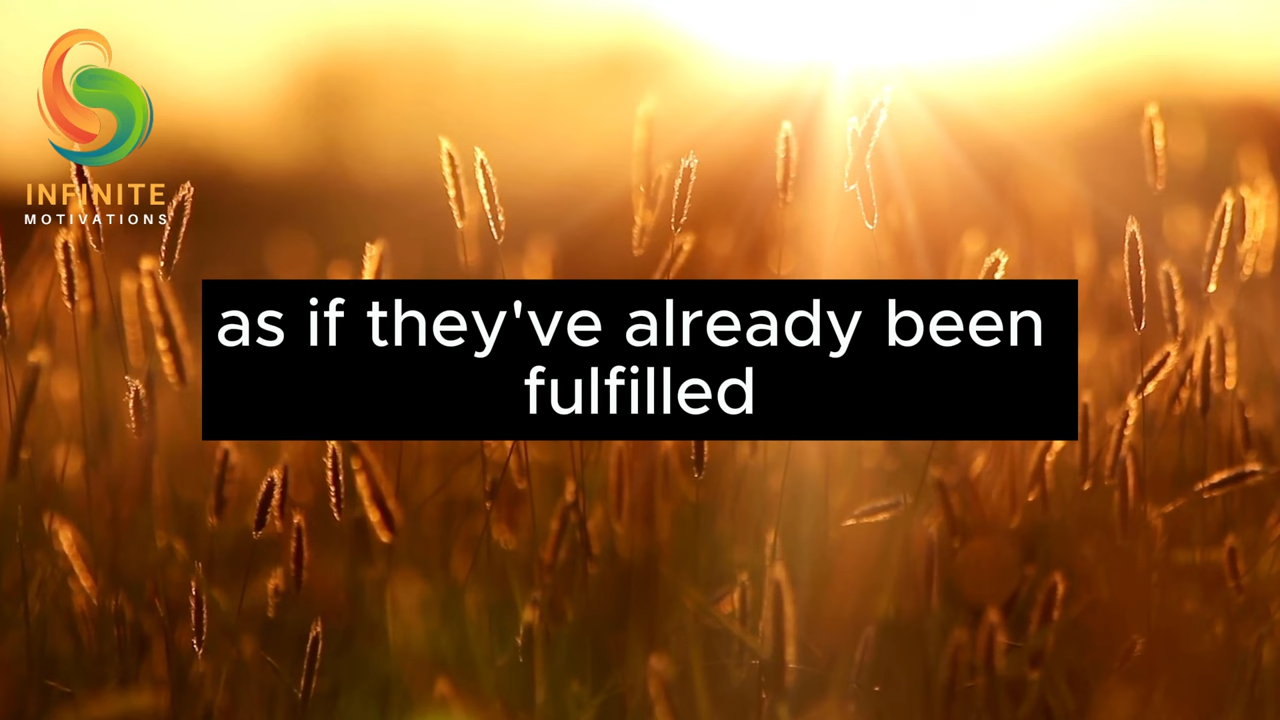 INFINITE
MOTIVATIONS
as if they've already been
fulfilled